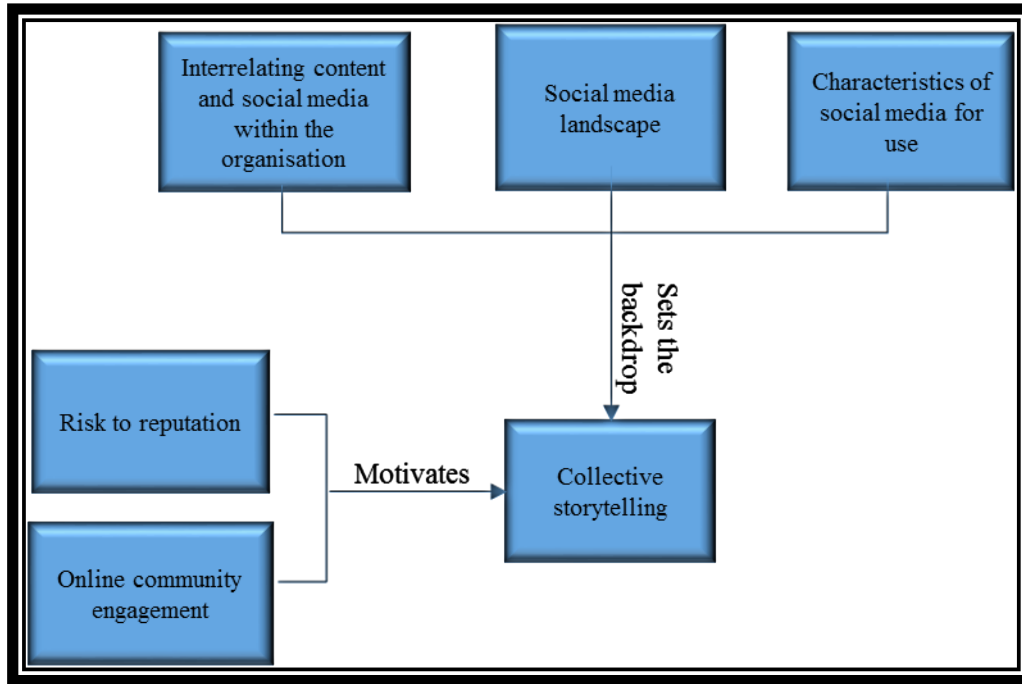 Interrelating content
and social media
within the
organisation
Social media
landscape
Characteristics of
social media for
use
Sets the
backdrop
Risk to reputation
Motivates
Collective
storytelling
Online community
engagement